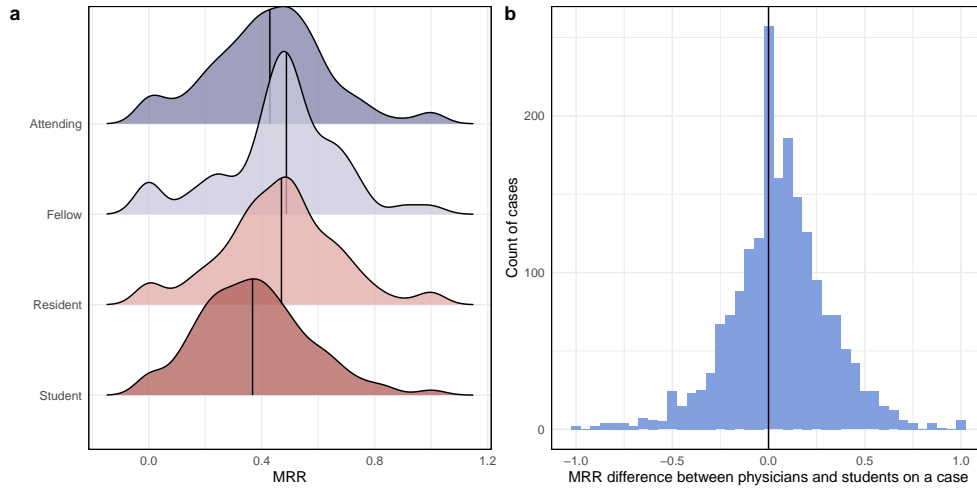 a
Attending
Fellow
Resident
Student
0.0 0.4 0.8 1.2
MRR
b
Count of cases
200
100
0
−1.0 −0.5 0.0 0.5 1.0
MRR difference between physicians and students on a case